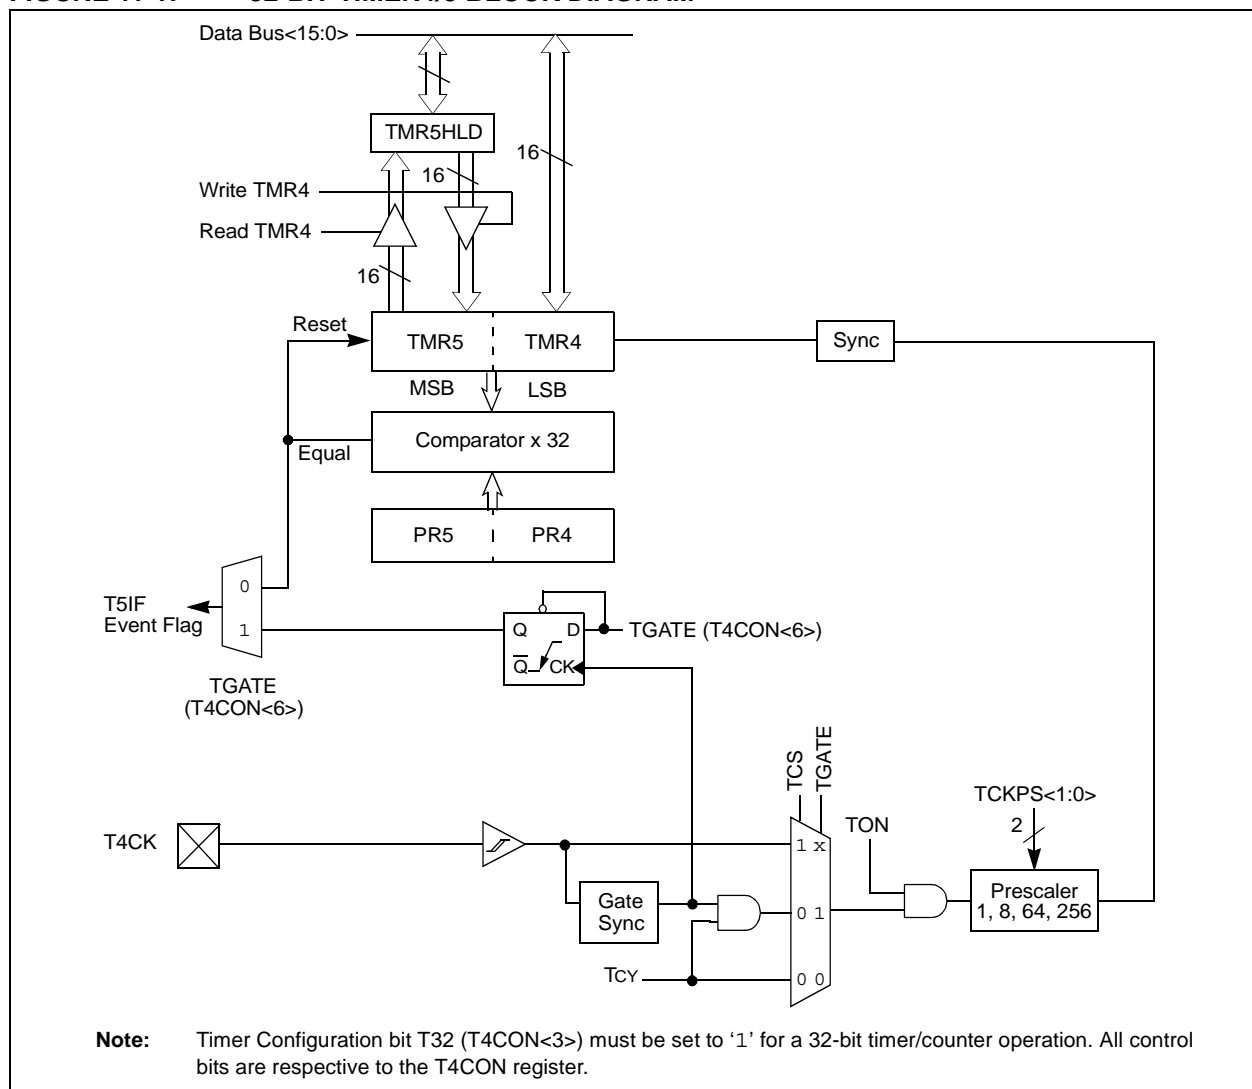 Data Bus<15:0>
TMR5HLD
16
16
Write TMR4
Read TMR4
16
Reset
TMR5
TMR4
Sync
MSB
LSB
Equal
Comparator x 32
PR5
PR4
0
1
T5IF
Event Flag
TGATE
(T4CON<6>)
Q
D
TGATE (T4CON<6>)
Q
CK
TCS
TGATE
T4CK
1 x
TON
TCKPS<1:0>
2
Gate
Sync
0 1
Prescaler
1, 8, 64, 256
TCY
0 0
Note: Timer Configuration bit T32 (T4CON<3>) must be set to ‘1’ for a 32-bit timer/counter operation. All control
bits are respective to the T4CON register.